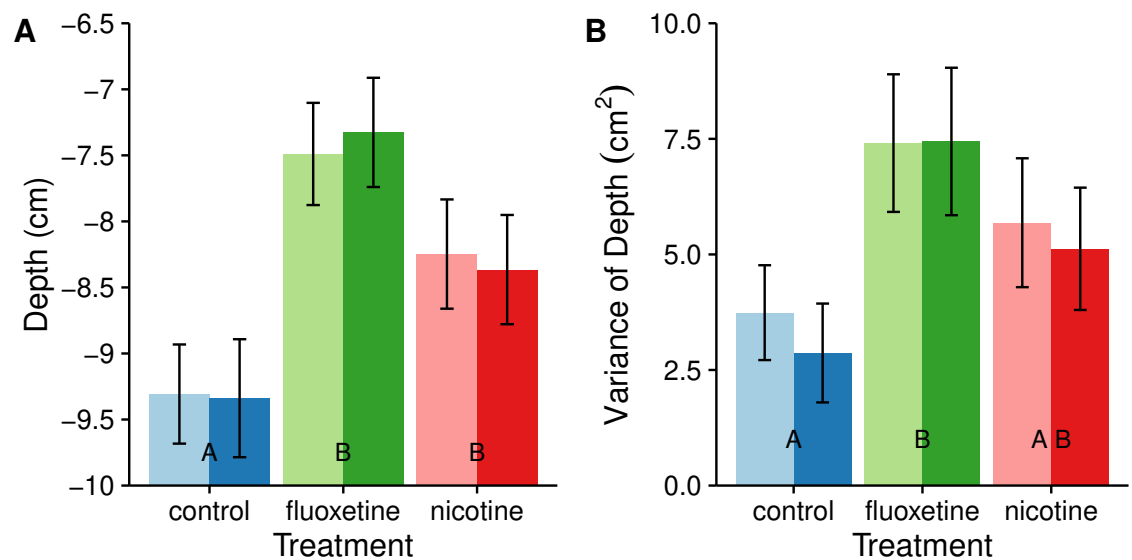 A
Depth (cm)
−6.5
−7
−7.5
−8
−8.5
−9
−9.5
−10
A
B
B
control
fluoxetine
nicotine
Treatment
B
Variance of Depth (cm²)
10.0
7.5
5.0
2.5
0.0
A
B
A B
control
fluoxetine
nicotine
Treatment